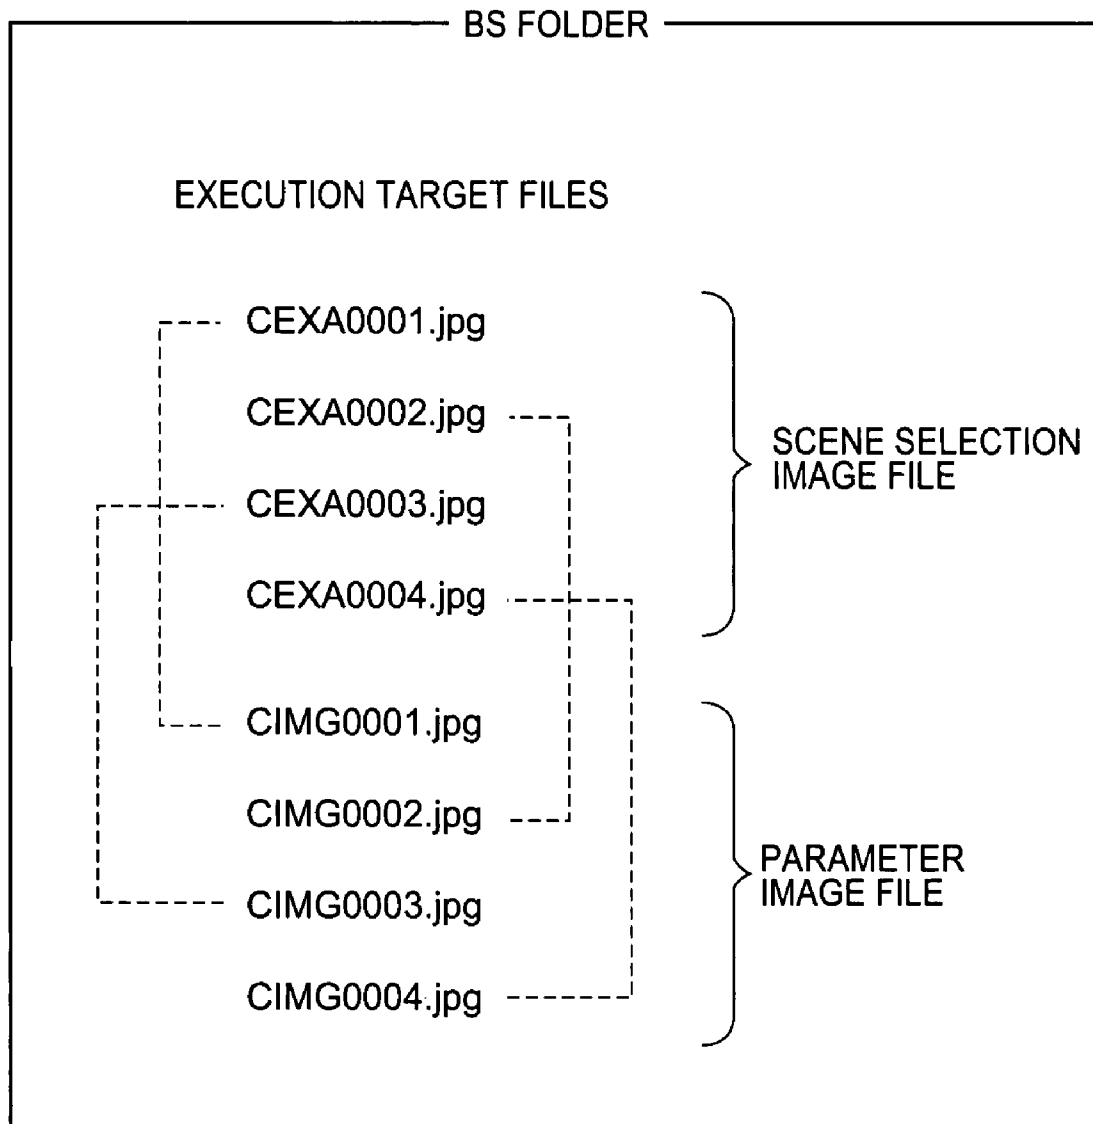 BS FOLDER
EXECUTION TARGET FILES
CEXA0001.jpg
CEXA0002.jpg
CEXA0003.jpg
CEXA0004.jpg
SCENE SELECTION
IMAGE FILE
CIMG0001.jpg
CIMG0002.jpg
CIMG0003.jpg
CIMG0004.jpg
PARAMETER
IMAGE FILE